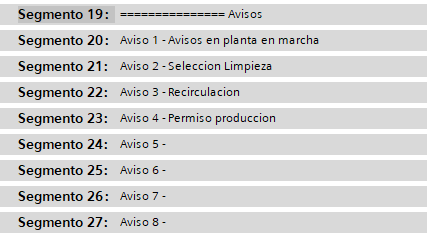 Segmento 19: =============== Avisos
Segmento 20: Aviso 1 - Avisos en planta en marcha
Segmento 21: Aviso 2 - Seleccion Limpieza
Segmento 22: Aviso 3 - Recirculacion
Segmento 23: Aviso 4 - Permiso produccion
Segmento 24: Aviso 5 -
Segmento 25: Aviso 6 -
Segmento 26: Aviso 7 -
Segmento 27: Aviso 8 -